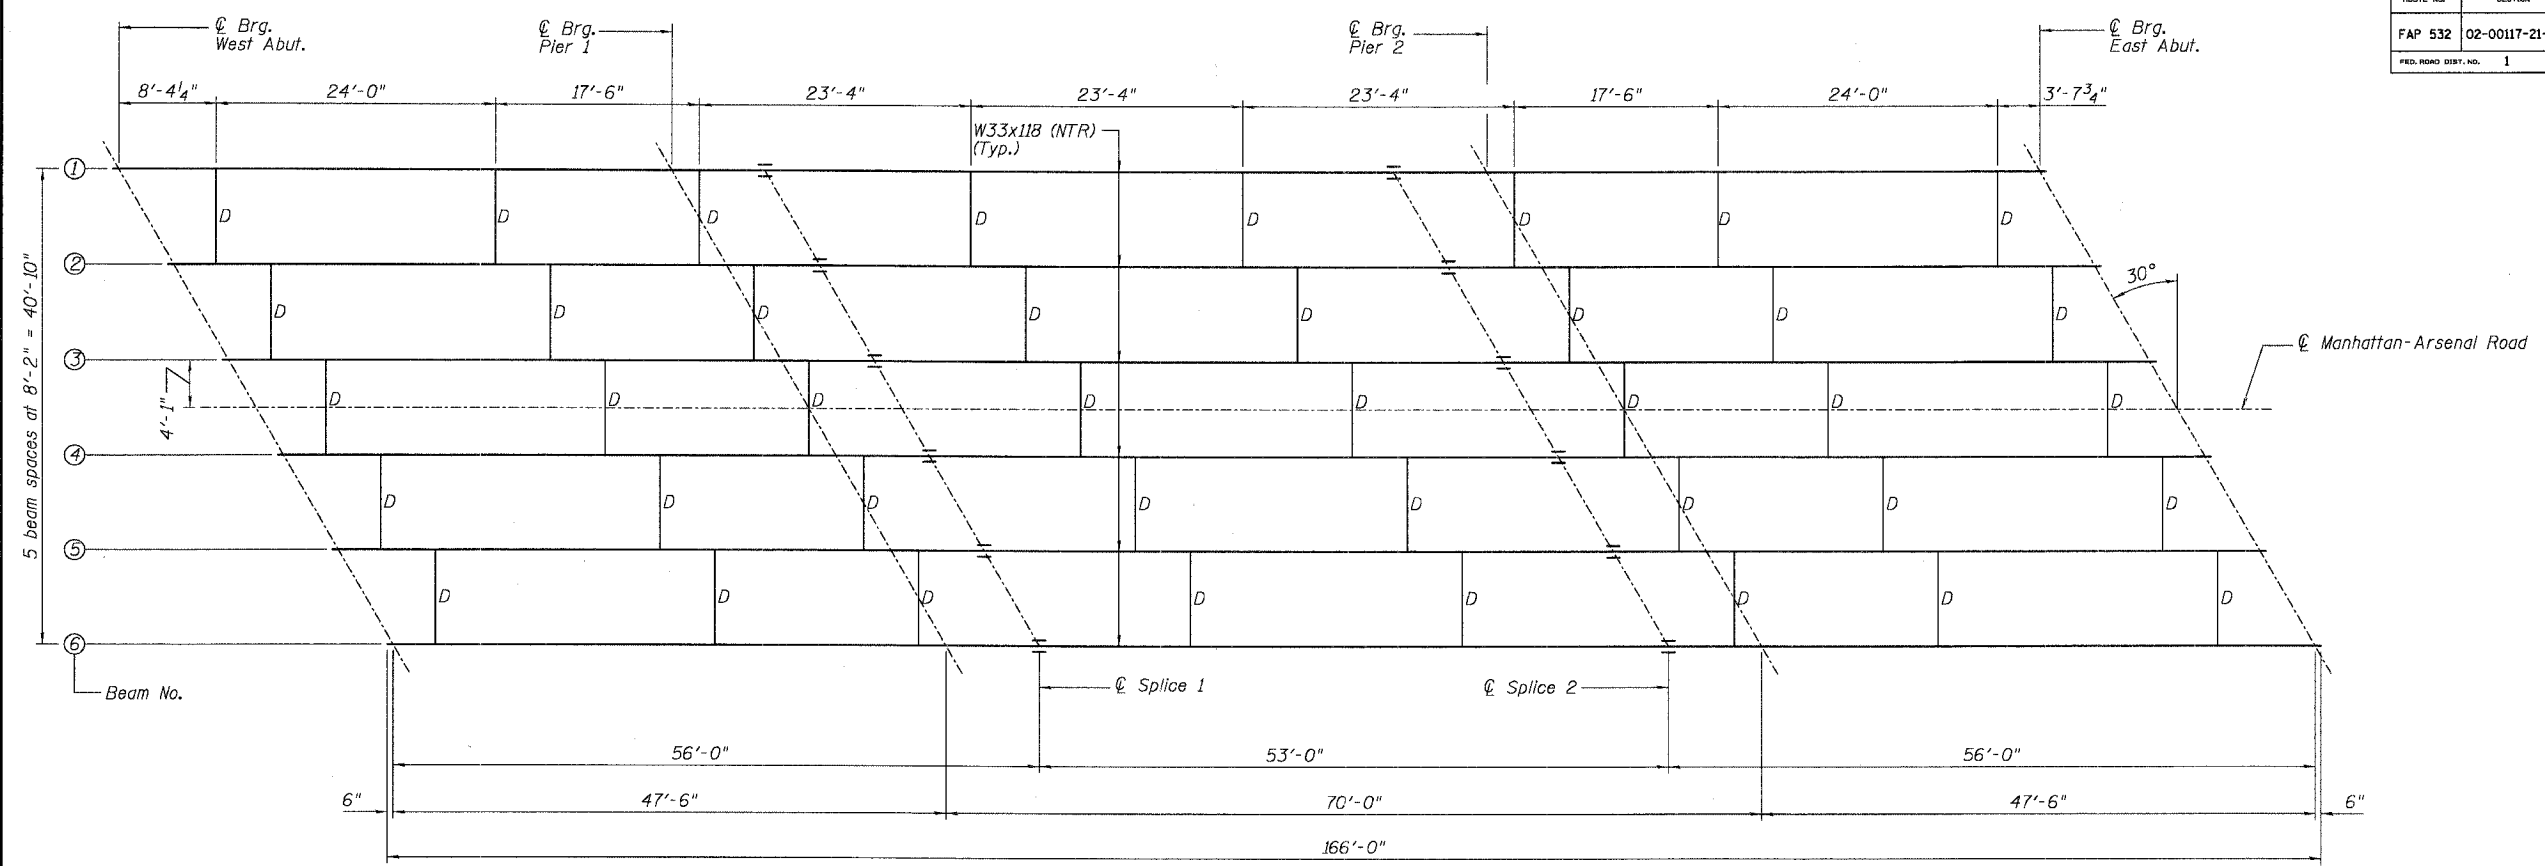 ℄ Brg.
West Abut.
℄ Brg.
Pier 1
℄ Brg.
Pier 2
℄ Brg.
East Abut.
FAP 532 02-00117-21-
FED. ROAD DIST. NO. 1
8'-4 1/4" 24'-0" 17'-6" 23'-4" 23'-4" 23'-4" 17'-6" 24'-0" 3'-7 3/4"
W33x118 (NTR)
(Typ.)
1
D D D D D D D D
2
D D D D D D D D
30°
3
℄ Manhattan-Arsenal Road
4'-1"
D D D D D D D D
4
D D D D D D D D
5
D D D D D D D D
6
5 beam spaces at 8'-2" = 40'-10"
Beam No.
℄ Splice 1
℄ Splice 2
56'-0" 53'-0" 56'-0"
6" 47'-6" 70'-0" 47'-6" 6"
166'-0"